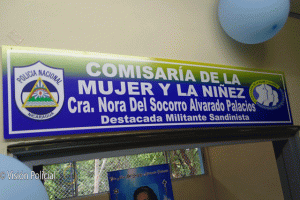 COMISARÍA DE LA
MUJER Y LA NIÑEZ
Cra. Nora Del Socorro Alvarado Palacios
Destacada Militante Sandinista
POLICIA NACIONAL
NICARAGUA
Visión Policial